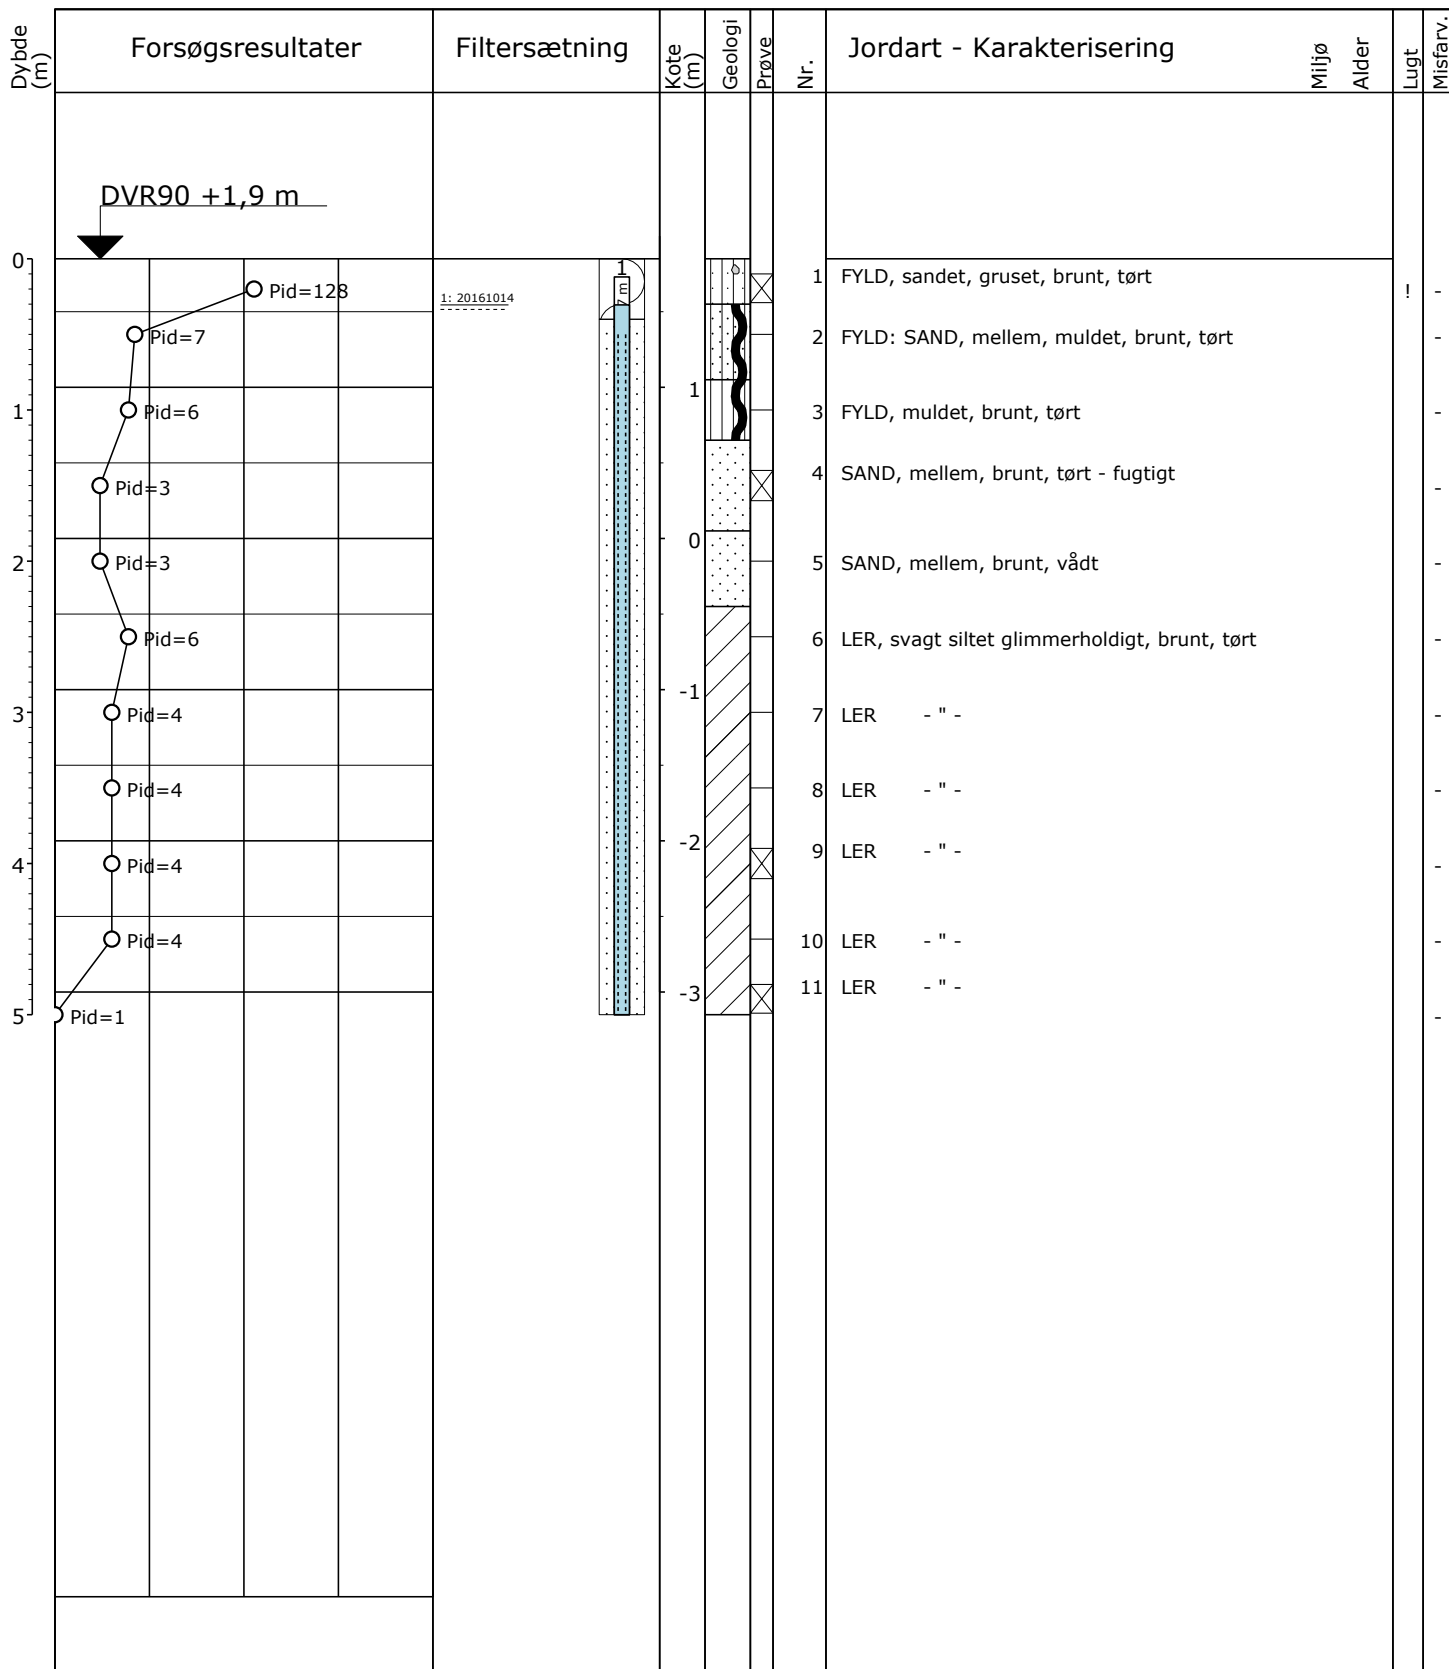 Dybde (m)
Forsøgsresultater
Filtersætning
Kote (m)
Geologi
Prøve
Nr.
Jordart - Karakterisering
Miljø
Alder
Lugt
Misfarv.
DVR90 +1,9 m
0
1
Pid=128
1: 20161014
1 FYLD, sandet, gruset, brunt, tørt ! -
Pid=7
2 FYLD: SAND, mellem, muldet, brunt, tørt -
1
1
Pid=6
3 FYLD, muldet, brunt, tørt -
Pid=3
4 SAND, mellem, brunt, tørt - fugtigt -
0
2
Pid=3
5 SAND, mellem, brunt, vådt -
Pid=6
6 LER, svagt siltet glimmerholdigt, brunt, tørt -
-1
3
Pid=4
7 LER - " - -
Pid=4
8 LER - " - -
-2
4
Pid=4
9 LER - " - -
Pid=4
10 LER - " - -
-3
11 LER - " - -
5
Pid=1